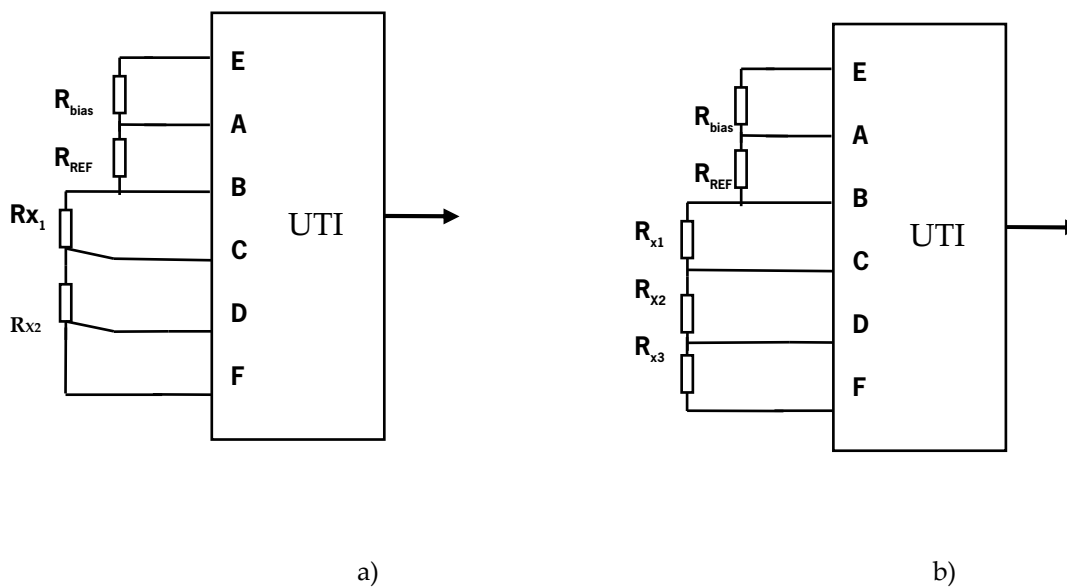 E
R_bias
A
R_REF
B
Rx_1
UTI
C
D
Rx2
F
a)
E
R_bias
A
R_REF
B
R_x1
UTI
C
R_X2
D
R_x3
F
b)